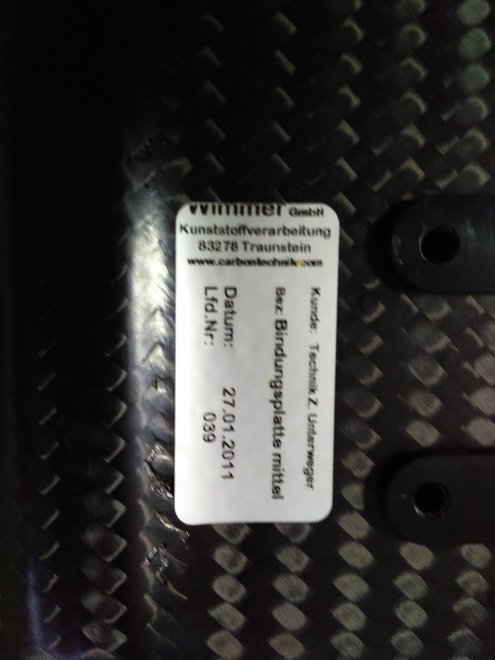 Wimmer GmbH
Kunststoffverarbeitung
83278 Traunstein
www.carbontechnik.com
Kunde: Technik Z. Unterweger
Bez: Bindungsplatte mittel
Datum: 27.01.2011
Lfd.Nr: 039